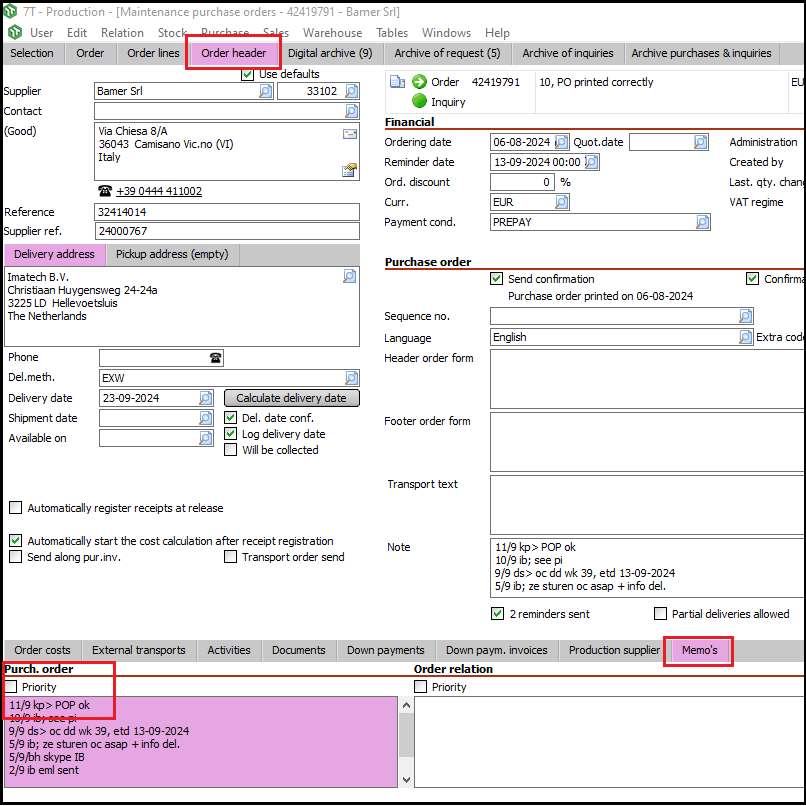 7T - Production - [Maintenance purchase orders - 42419791 - Bamer Srl]
User Edit Relation Stock Purchase Sales Warehouse Tables Windows Help
Selection Order Order lines Order header Digital archive (9) Archive of request (5) Archive of inquiries Archive purchases & inquiries
Use defaults
Supplier Bamer Srl 33102
Contact
(Good) Via Chiesa 8/A
36043 Camisano Vic.no (VI)
Italy
+39 0444 411002
Reference 32414014
Supplier ref. 24000767
Delivery address Pickup address (empty)
Imatech B.V.
Christiaan Huygensweg 24-24a
3225 LD Hellevoetsluis
The Netherlands
Phone
Del.meth. EXW
Delivery date 23-09-2024 Calculate delivery date
Shipment date Del. date conf.
Available on Log delivery date
Will be collected
Automatically register receipts at release
Automatically start the cost calculation after receipt registration
Send along pur.inv. Transport order send
Order 42419791 10, PO printed correctly EU
Inquiry
Financial
Ordering date 06-08-2024 Quot.date Administration
Reminder date 13-09-2024 00:00 Created by
Ord. discount 0 % Last. qty. chang
Curr. EUR VAT regime
Payment cond. PREPAY
Purchase order
Send confirmation Confirma
Purchase order printed on 06-08-2024
Sequence no.
Language English Extra code
Header order form
Footer order form
Transport text
Note 11/9 kp> POP ok
10/9 ib; see pi
9/9 ds> oc dd wk 39, etd 13-09-2024
5/9 ib; ze sturen oc asap + info del.
2 reminders sent Partial deliveries allowed
Order costs External transports Activities Documents Down payments Down paym. invoices Production supplier Memo's
Purch. order Order relation
Priority Priority
11/9 kp> POP ok
10/9 ib; see pi
9/9 ds> oc dd wk 39, etd 13-09-2024
5/9 ib; ze sturen oc asap + info del.
5/9/bh skype IB
2/9 ib eml sent